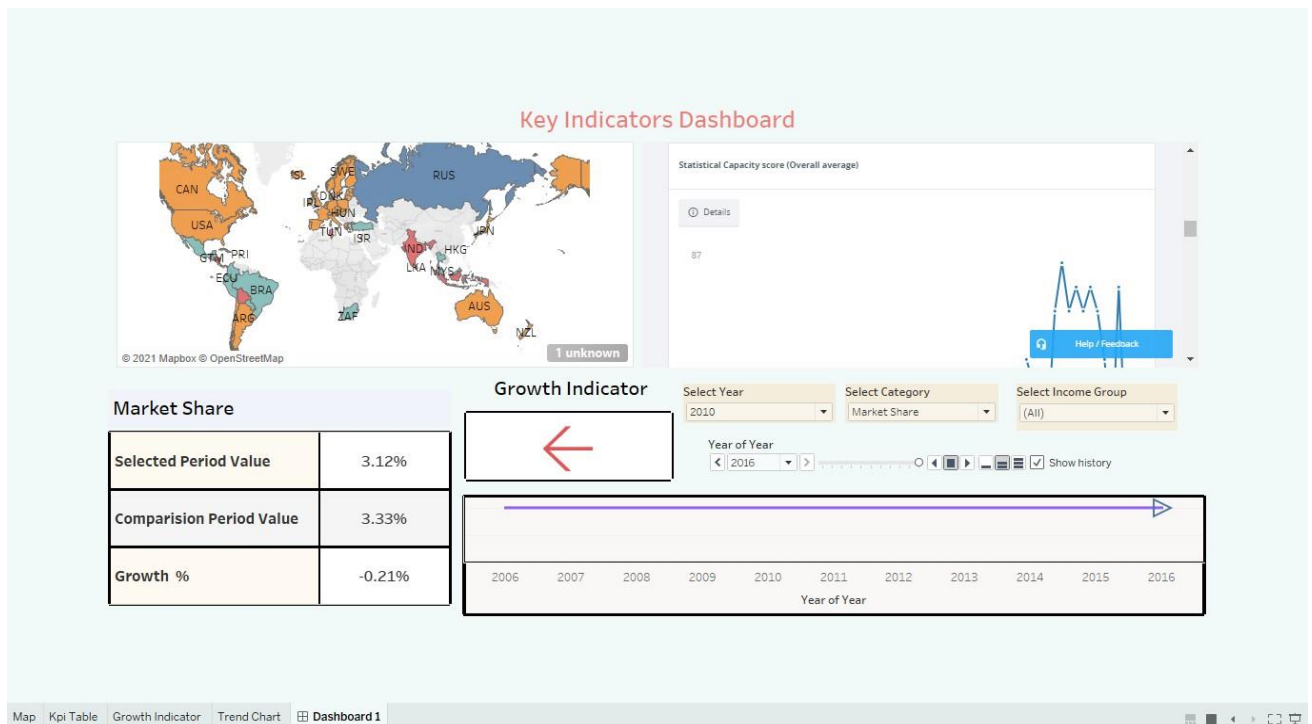 Key Indicators Dashboard
CAN
USA
ISL
SWE
RUS
IRL
DNK
HUN
TUN
ISR
JPN
GTM
PRI
IND
HKG
LKA
MYS
ECU
BRA
ARG
ZAF
AUS
NZL
© 2021 Mapbox © OpenStreetMap
1 unknown
Statistical Capacity score (Overall average)
Details
87
Help / Feedback
Market Share
Selected Period Value 3.12%
Comparision Period Value 3.33%
Growth % -0.21%
Growth Indicator
Select Year
2010
Select Category
Market Share
Select Income Group
(All)
Year of Year
2016
Show history
2006 2007 2008 2009 2010 2011 2012 2013 2014 2015 2016
Year of Year
Map Kpi Table Growth Indicator Trend Chart Dashboard 1